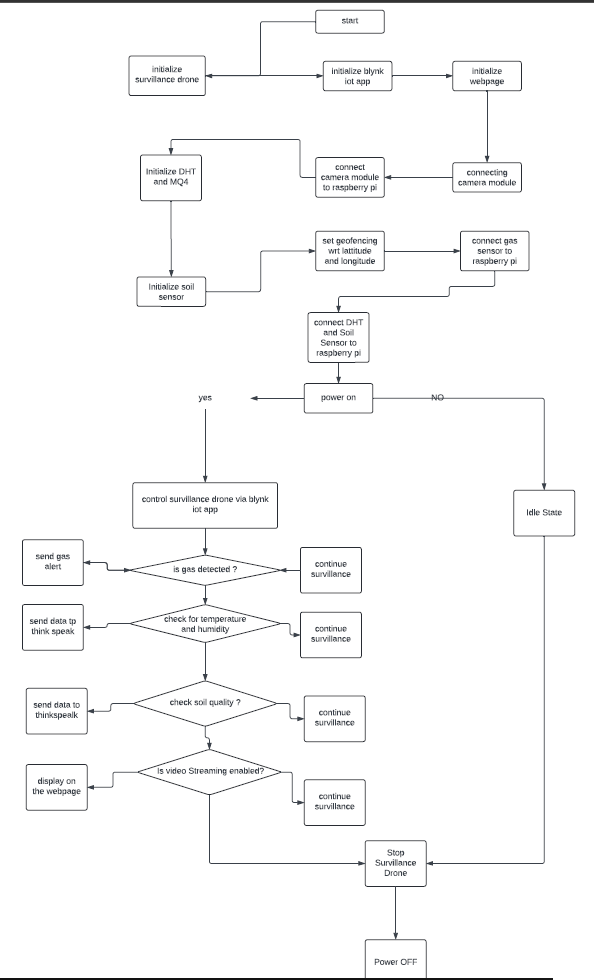 start
initialize
survillance drone
initialize blynk
iot app
initialize
webpage
Initialize DHT
and MQ4
connect
camera module
to raspberry pi
connecting
camera module
Initialize soil
sensor
set geofencing
wrt lattitude
and longitude
connect gas
sensor to
raspberry pi
connect DHT
and Soil
Sensor to
raspberry pi
yes
power on
NO
control survillance drone via blynk
iot app
Idle State
send gas
alert
is gas detected ?
continue
survillance
send data tp
think speak
check for temperature
and humidity
continue
survillance
send data to
thinkspealk
check soil quality ?
continue
survillance
display on
the webpage
is video Streaming enabled?
continue
survillance
Stop
Survillance
Drone
Power OFF